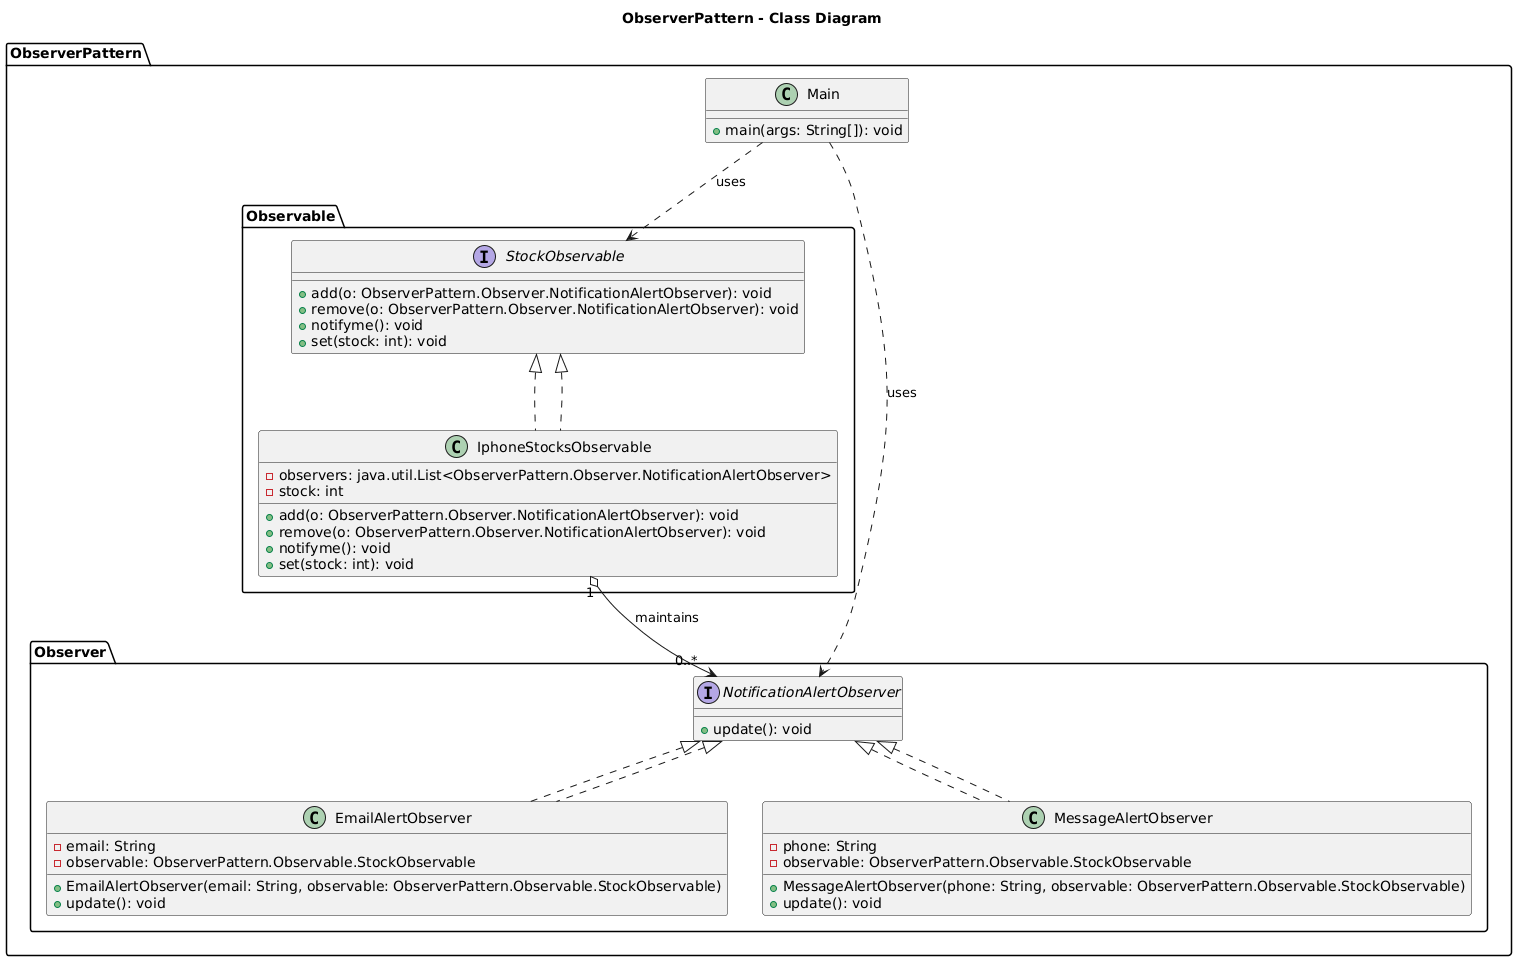 ObserverPattern - Class Diagram
ObserverPattern
C Main
main(args: String[]): void
uses
Observable
I StockObservable
add(o: ObserverPattern.Observer.NotificationAlertObserver): void
remove(o: ObserverPattern.Observer.NotificationAlertObserver): void
notifyme(): void
set(stock: int): void
uses
C IphoneStocksObservable
observers: java.util.List<ObserverPattern.Observer.NotificationAlertObserver>
stock: int
add(o: ObserverPattern.Observer.NotificationAlertObserver): void
remove(o: ObserverPattern.Observer.NotificationAlertObserver): void
notifyme(): void
set(stock: int): void
1
maintains
0..*
Observer
I NotificationAlertObserver
update(): void
C EmailAlertObserver
email: String
observable: ObserverPattern.Observable.StockObservable
EmailAlertObserver(email: String, observable: ObserverPattern.Observable.StockObservable)
update(): void
C MessageAlertObserver
phone: String
observable: ObserverPattern.Observable.StockObservable
MessageAlertObserver(phone: String, observable: ObserverPattern.Observable.StockObservable)
update(): void